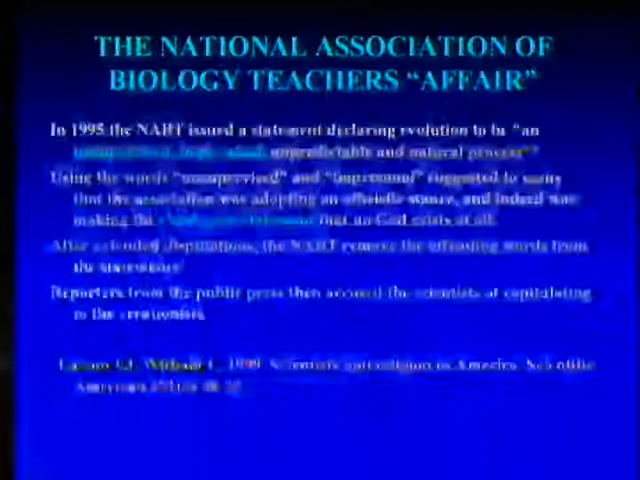 THE NATIONAL ASSOCIATION OF
BIOLOGY TEACHERS “AFFAIR”
In 1995 the NABT issued a statement declaring evolution to be “an
unsupervised, impersonal, unpredictable and natural process”
Using the words “unsupervised” and “impersonal” suggested to many
that the association was adopting an atheistic stance, and indeed was
making the that no God exists at all.
After extended disputations, the NABT remove the offending words from
the statement
Reporters from the public press then accused the scientists of capitulating
to the creationists
1999 Scientists and religion in America. Scientific
American